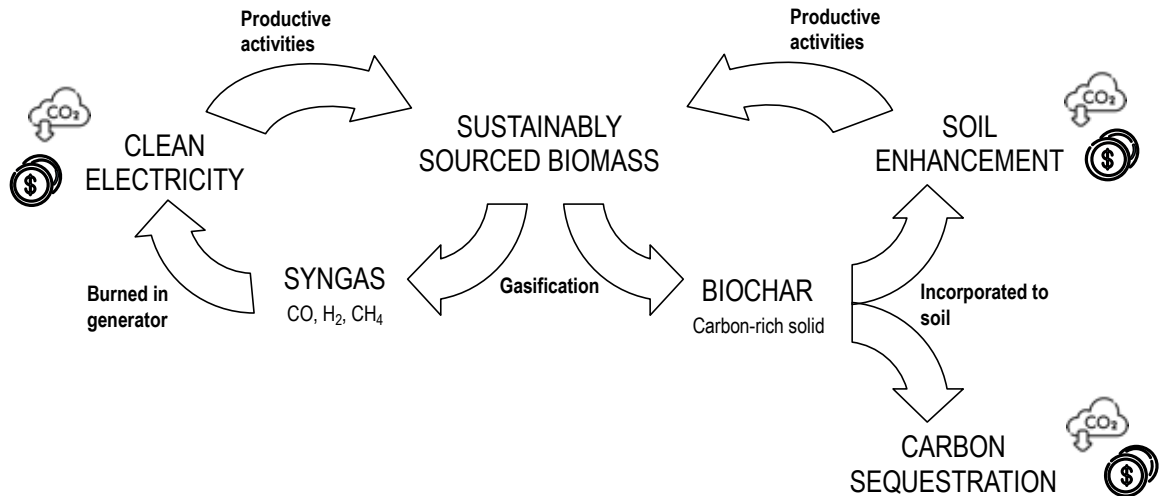 Productive
activities
Productive
activities
CO₂
CO₂
CLEAN
ELECTRICITY
SUSTAINABLY
SOURCED BIOMASS
SOIL
ENHANCEMENT
$
$
Burned in
generator
SYNGAS
CO, H₂, CH₄
Gasification
BIOCHAR
Carbon-rich solid
Incorporated to
soil
CO₂
CARBON
SEQUESTRATION
$